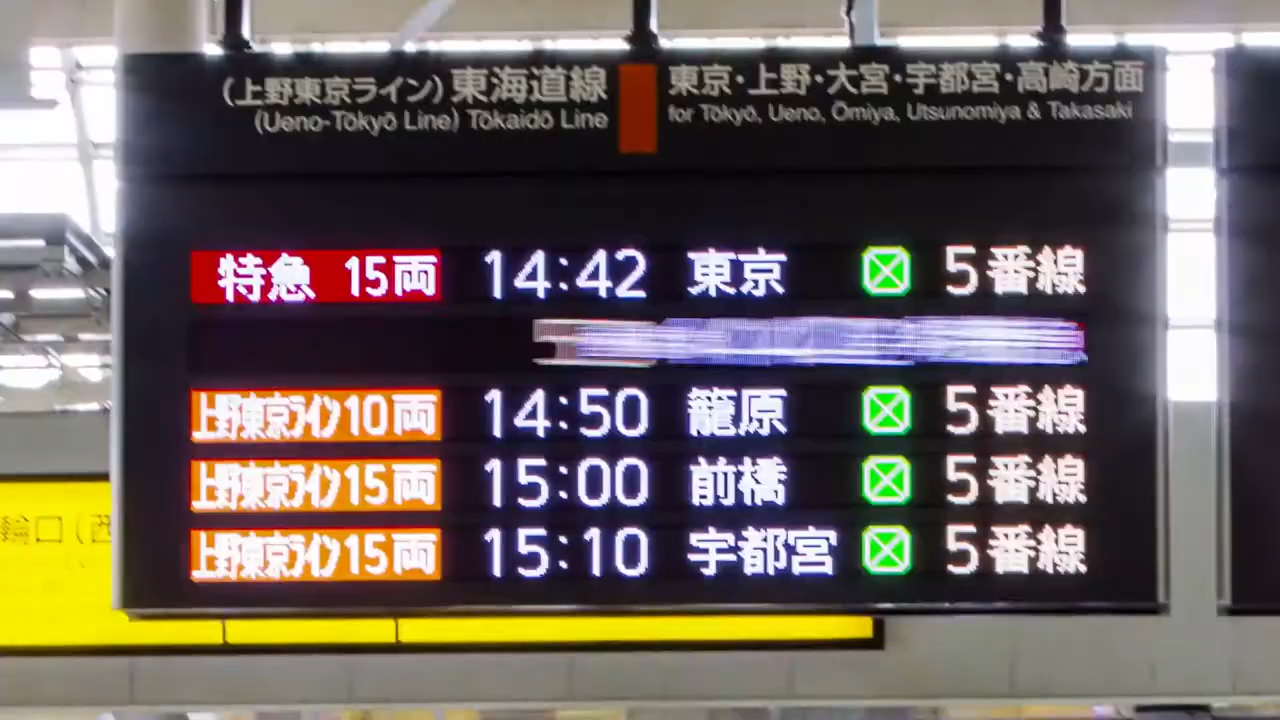 (上野東京ライン) 東海道線
(Ueno-Tōkyō Line) Tōkaidō Line
東京・上野・大宮・宇都宮・高崎方面
for Tōkyō, Ueno, Ōmiya, Utsunomiya & Takasaki
特急 15両 14:42 東京 5番線
上野東京ライン 10両 14:50 籠原 5番線
上野東京ライン 15両 15:00 前橋 5番線
上野東京ライン 15両 15:10 宇都宮 5番線
輪口(西